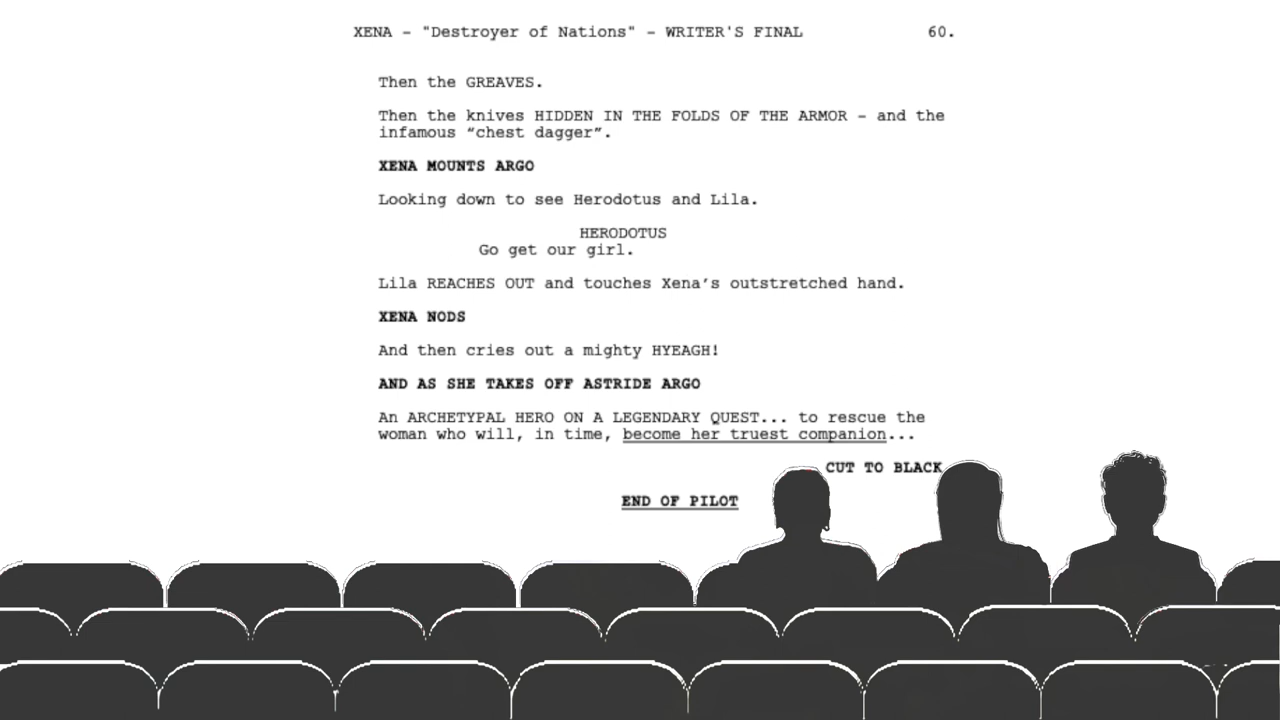 XENA – "Destroyer of Nations" – WRITER'S FINAL 60.
Then the GREAVES.
Then the knives HIDDEN IN THE FOLDS OF THE ARMOR – and the
infamous “chest dagger”.
XENA MOUNTS ARGO
Looking down to see Herodotus and Lila.
HERODOTUS
Go get our girl.
Lila REACHES OUT and touches Xena’s outstretched hand.
XENA NODS
And then cries out a mighty HYEAGH!
AND AS SHE TAKES OFF ASTRIDE ARGO
An ARCHETYPAL HERO ON A LEGENDARY QUEST... to rescue the
woman who will, in time, become her truest companion...
CUT TO BLACK
END OF PILOT